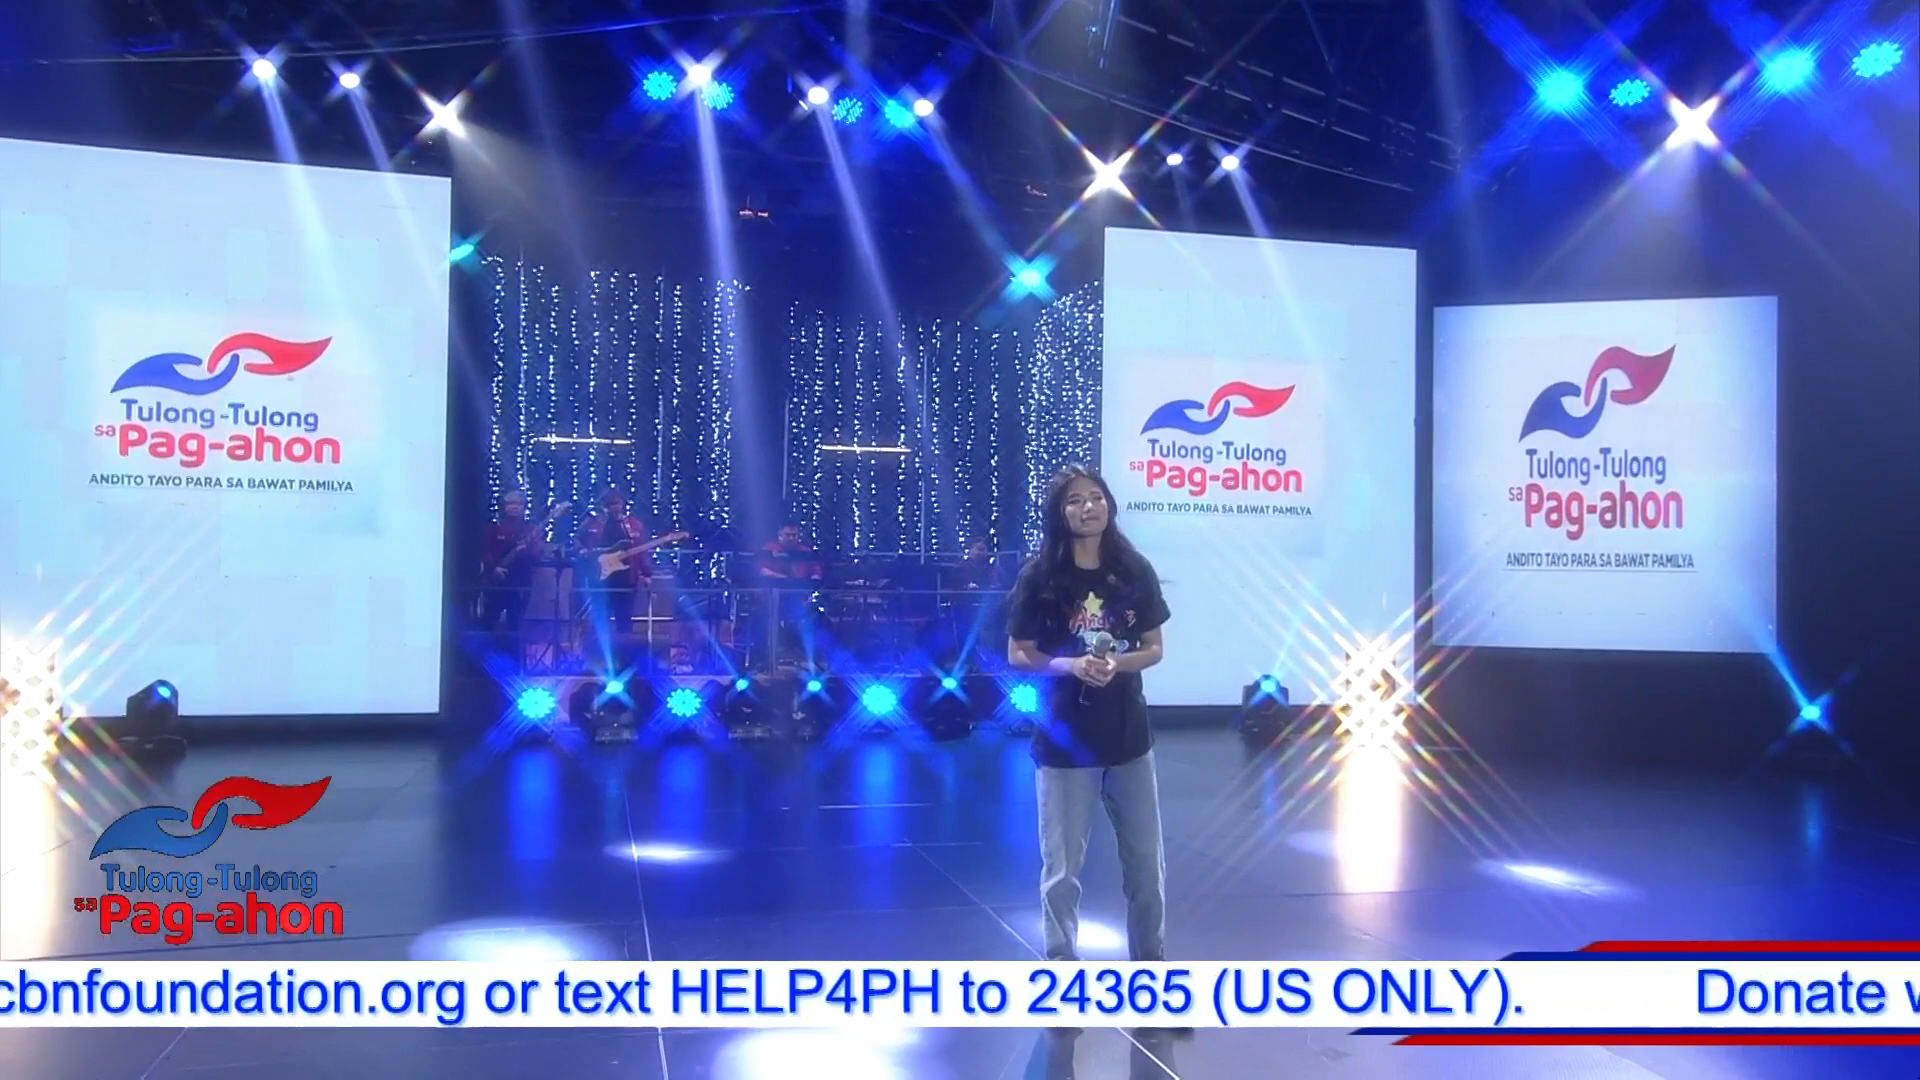 Tulong-Tulong
sa Pag-ahon
ANDITO TAYO PARA SA BAWAT PAMILYA
Tulong-Tulong
sa Pag-ahon
ANDITO TAYO PARA SA BAWAT PAMILYA
Tulong-Tulong
sa Pag-ahon
ANDITO TAYO PARA SA BAWAT PAMILYA
Tulong-Tulong
sa Pag-ahon
cbnfoundation.org or text HELP4PH to 24365 (US ONLY). Donate